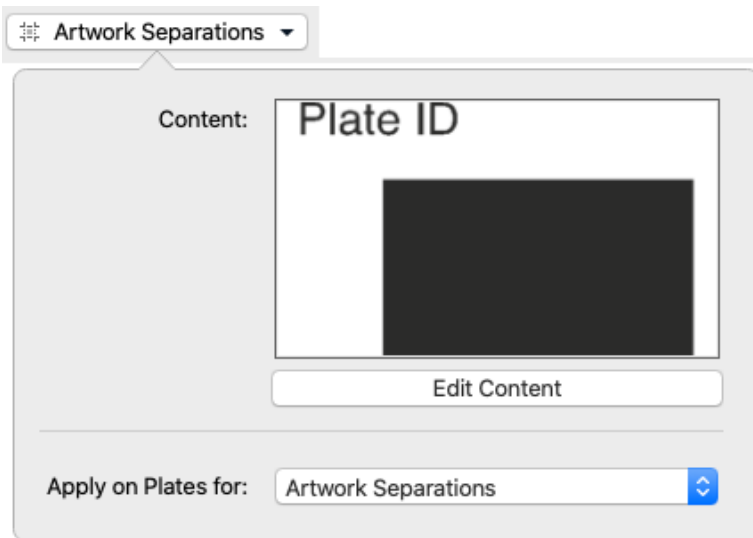 Artwork Separations
Content:
Plate ID
Edit Content
Apply on Plates for:
Artwork Separations